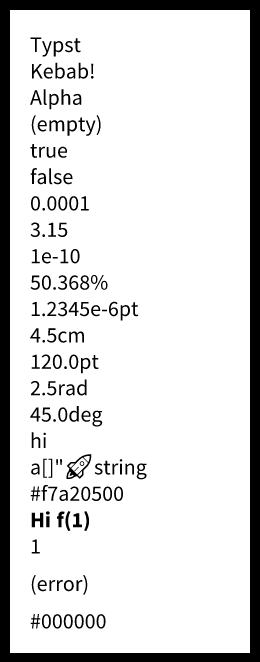 Typst
Kebab!
Alpha
(empty)
true
false
0.0001
3.15
1e-10
50.368%
1.2345e-6pt
4.5cm
120.0pt
2.5rad
45.0deg
hi
a[]"🚀string
#f7a20500
Hi f(1)
1
(error)
#000000